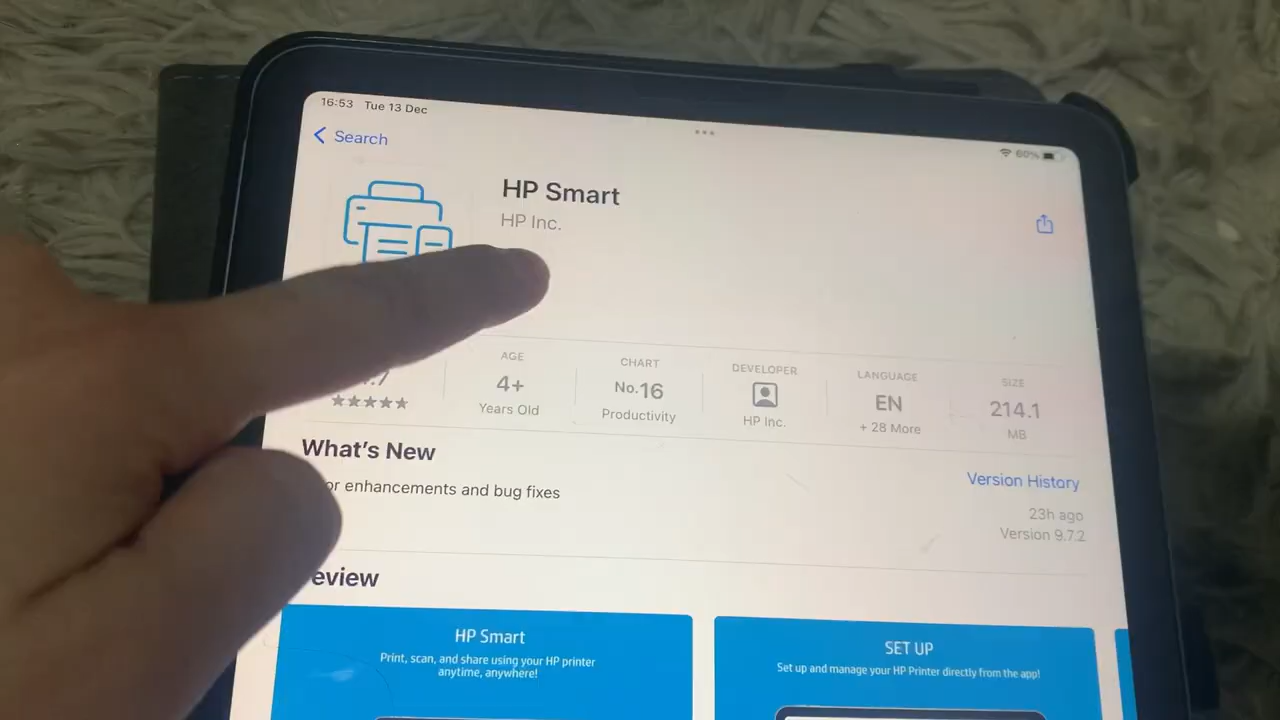 16:53 Tue 13 Dec
60%
Search
HP Smart
HP Inc.
AGE
4+
Years Old
CHART
No.16
Productivity
DEVELOPER
HP Inc.
LANGUAGE
EN
+ 28 More
SIZE
214.1
MB
What's New
Version History
or enhancements and bug fixes
23h ago
Version 9.7.2
eview
HP Smart
Print, scan, and share using your HP printer
anytime, anywhere!
SET UP
Set up and manage your HP Printer directly from the app!